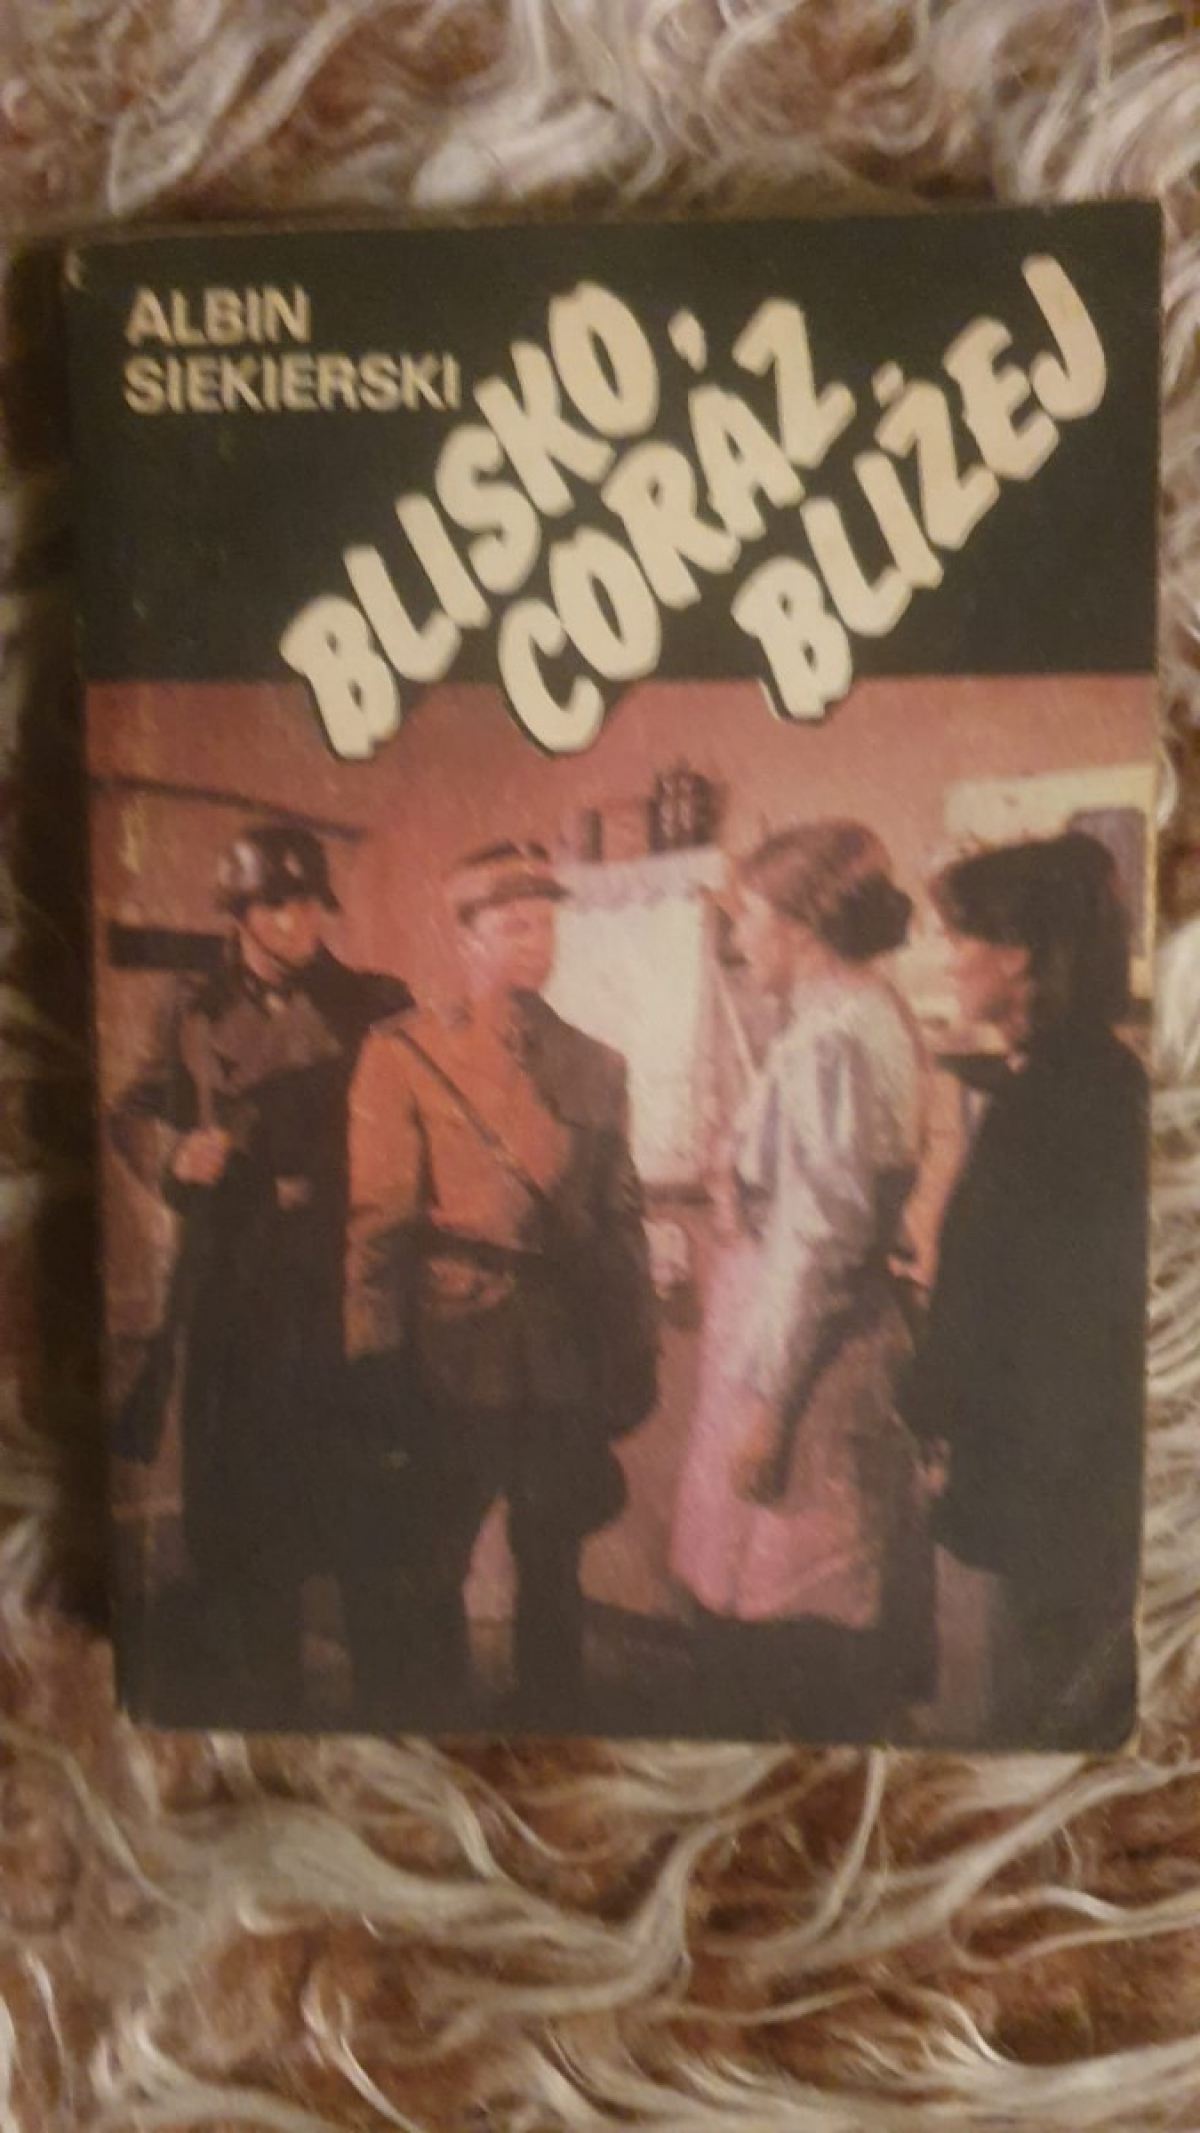 ALBIN
SIEKIERSKI
BLISKO,
CORAZ
BLIŻEJ